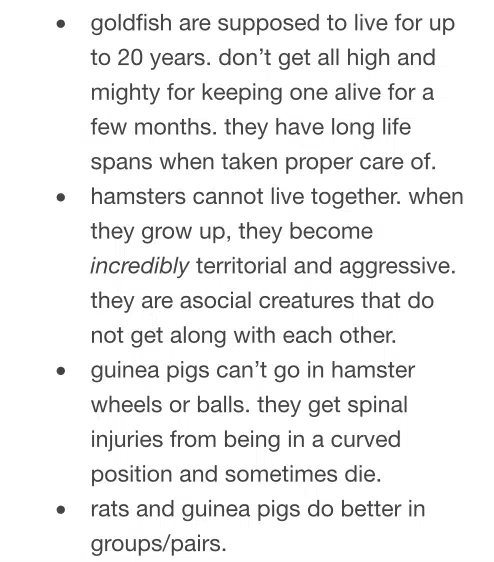 • goldfish are supposed to live for up
to 20 years. don’t get all high and
mighty for keeping one alive for a
few months. they have long life
spans when taken proper care of.
• hamsters cannot live together. when
they grow up, they become
incredibly territorial and aggressive.
they are asocial creatures that do
not get along with each other.
• guinea pigs can’t go in hamster
wheels or balls. they get spinal
injuries from being in a curved
position and sometimes die.
• rats and guinea pigs do better in
groups/pairs.